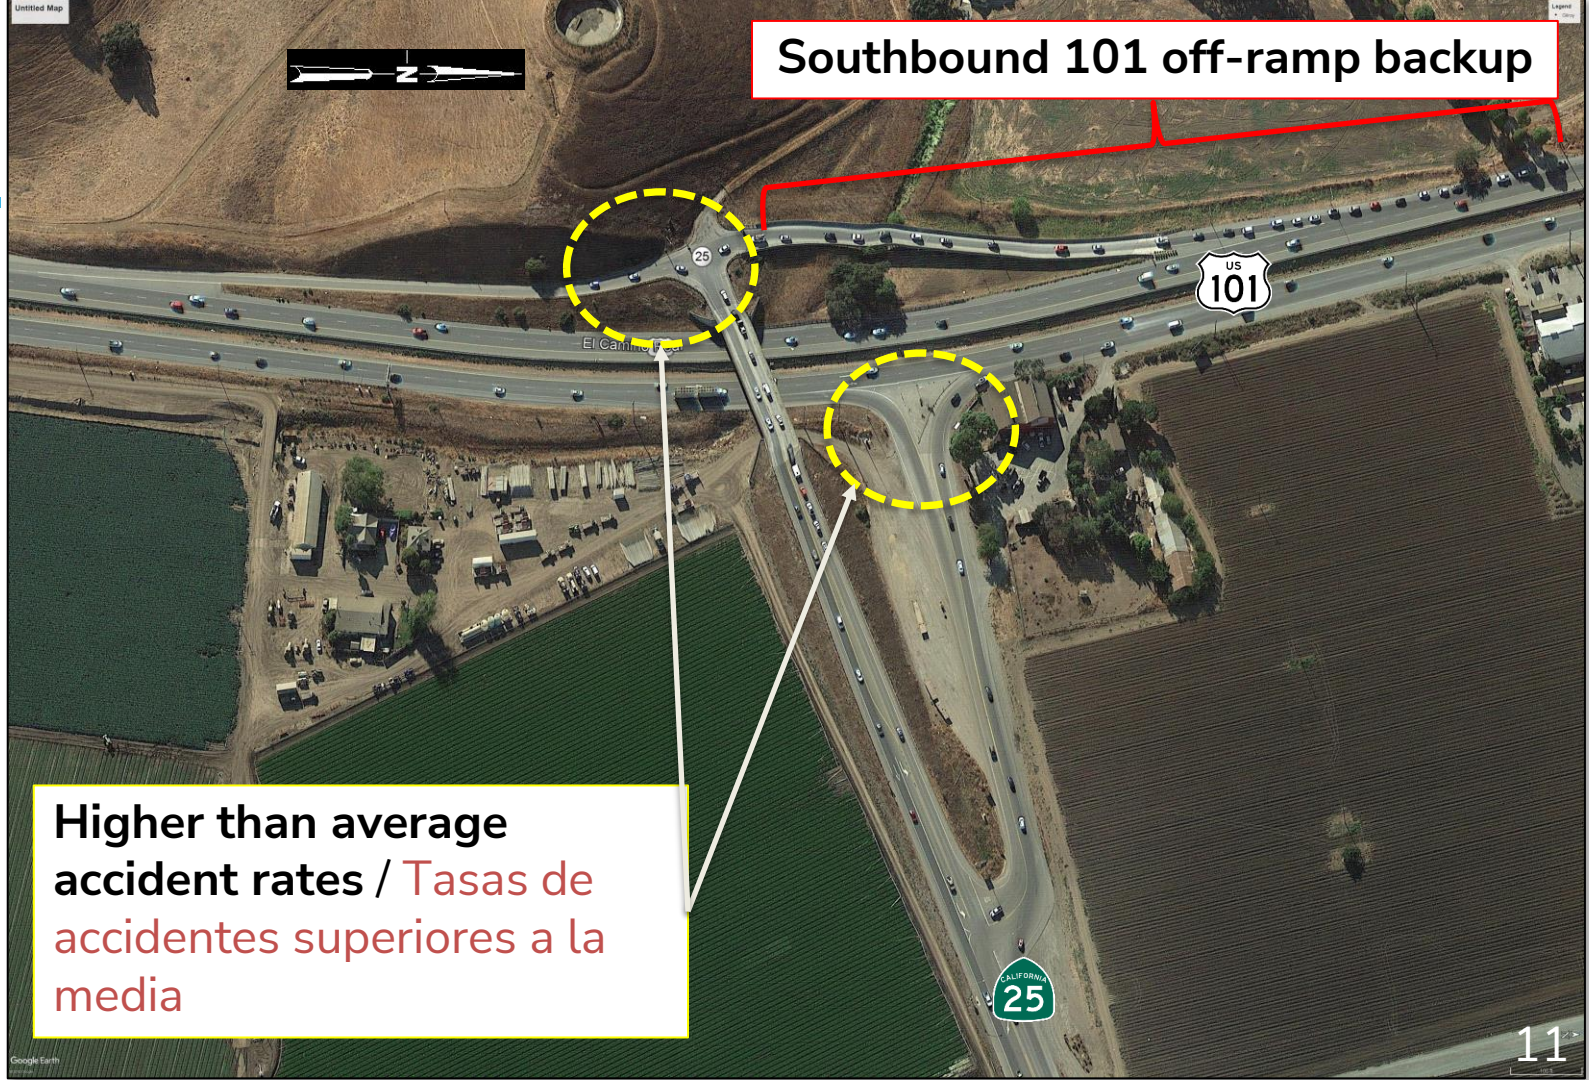 Untitled Map
Legend
Southbound 101 off-ramp backup
N
25
US
101
El Camino Real
Higher than average
accident rates / Tasas de
accidentes superiores a la
media
CALIFORNIA
25
Google Earth
11